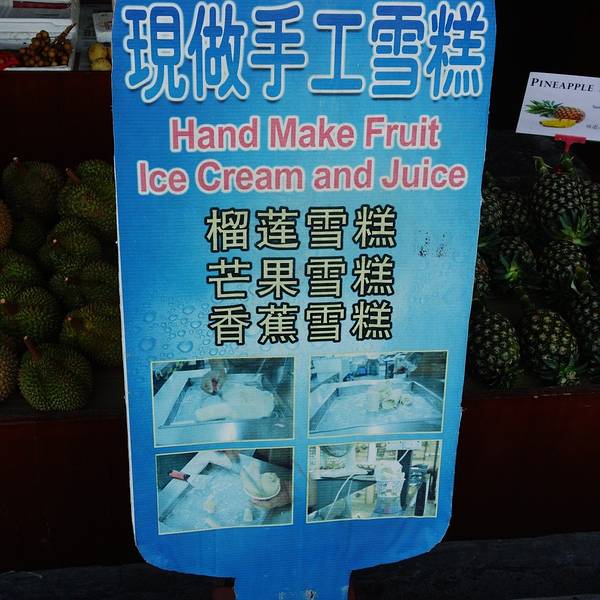 現做手工雪糕
Hand Make Fruit
Ice Cream and Juice
榴莲雪糕
芒果雪糕
香蕉雪糕
PINEAPPLE